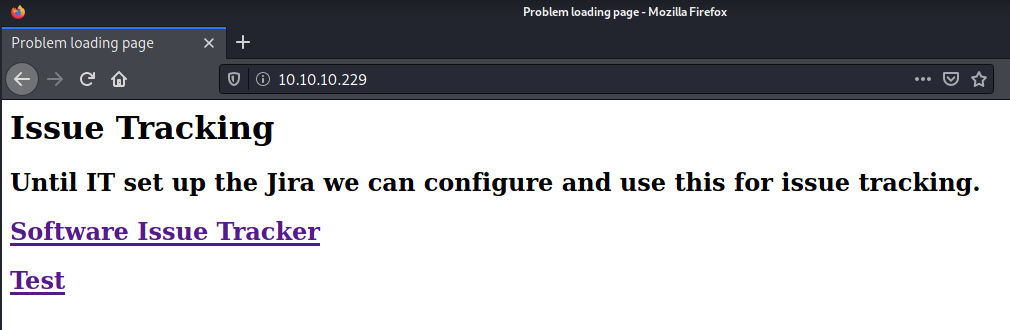 Problem loading page - Mozilla Firefox
Problem loading page
10.10.10.229
Issue Tracking
Until IT set up the Jira we can configure and use this for issue tracking.
Software Issue Tracker
Test